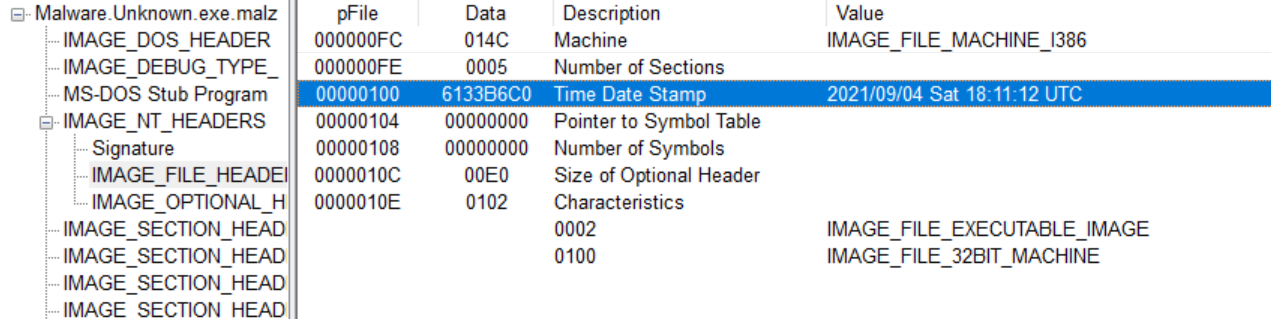 Malware.Unknown.exe.malz
IMAGE_DOS_HEADER
IMAGE_DEBUG_TYPE_
MS-DOS Stub Program
IMAGE_NT_HEADERS
Signature
IMAGE_FILE_HEADE
IMAGE_OPTIONAL_H
IMAGE_SECTION_HEAD
IMAGE_SECTION_HEAD
IMAGE_SECTION_HEAD
IMAGE_SECTION_HEAD
pFile Data Description Value
000000FC 014C Machine IMAGE_FILE_MACHINE_I386
000000FE 0005 Number of Sections
00000100 6133B6C0 Time Date Stamp 2021/09/04 Sat 18:11:12 UTC
00000104 00000000 Pointer to Symbol Table
00000108 00000000 Number of Symbols
0000010C 00E0 Size of Optional Header
0000010E 0102 Characteristics
0002 IMAGE_FILE_EXECUTABLE_IMAGE
0100 IMAGE_FILE_32BIT_MACHINE